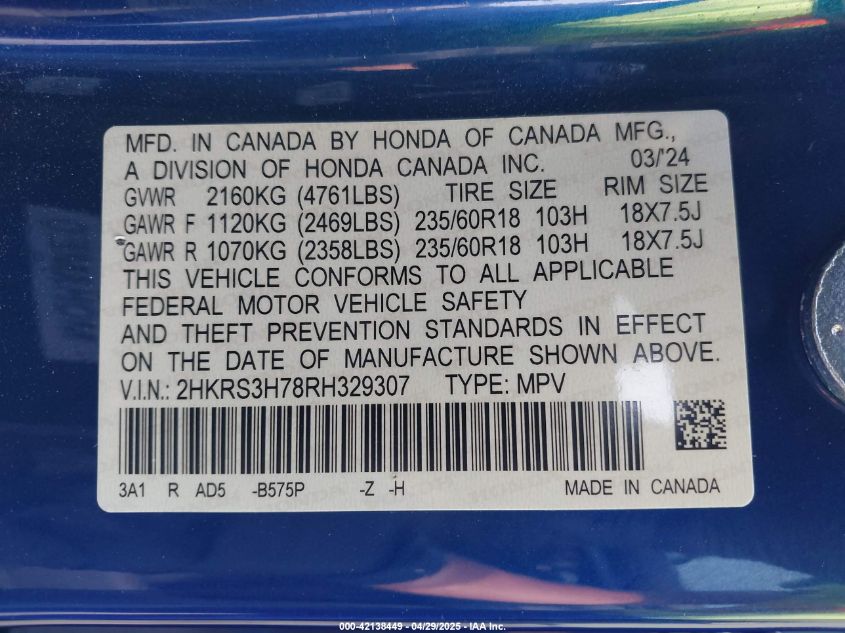 MFD. IN CANADA BY HONDA OF CANADA MFG.,
A DIVISION OF HONDA CANADA INC. 03/'24
GVWR 2160KG (4761LBS) TIRE SIZE RIM SIZE
GAWR F 1120KG (2469LBS) 235/60R18 103H 18X7.5J
GAWR R 1070KG (2358LBS) 235/60R18 103H 18X7.5J
THIS VEHICLE CONFORMS TO ALL APPLICABLE
FEDERAL MOTOR VEHICLE SAFETY
AND THEFT PREVENTION STANDARDS IN EFFECT
ON THE DATE OF MANUFACTURE SHOWN ABOVE.
V.I.N.: 2HKRS3H78RH329307 TYPE: MPV
3A1 R AD5 -B575P -Z -H MADE IN CANADA
000-42138449 - 04/29/2025 - IAA Inc.